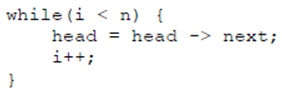 while(i < n) {
    head = head -> next;
    i++;
}